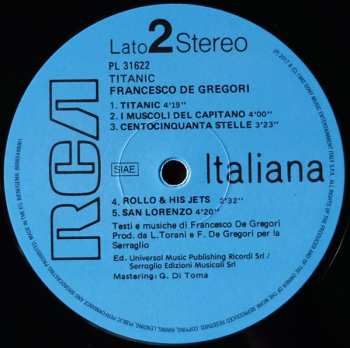 Lato 2 Stereo
PL 31622
TITANIC
FRANCESCO DE GREGORI
1. TITANIC 4'19"
2. I MUSCOLI DEL CAPITANO 4'00"
3. CENTOCINQUANTA STELLE 3'23"
RCA
SIAE
Italiana
4. ROLLO & HIS JETS 3'32"
5. SAN LORENZO 4'20"
Testi e musiche di Francesco De Gregori
Prod. da L.Torani e F. De Gregori per la
Serraglio
Ed. Universal Music Publishing Ricordi Srl /
Serraglio Edizioni Musicali Srl
Mastering: G. Di Toma